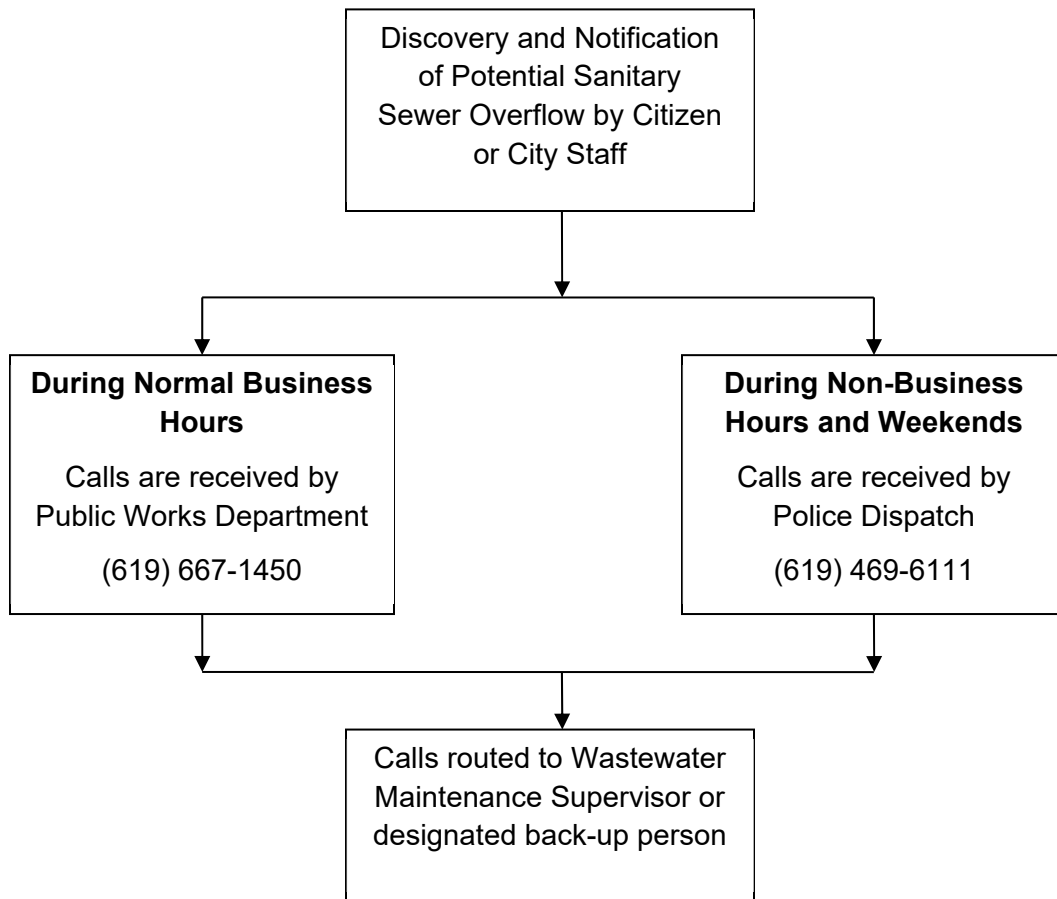 Discovery and Notification
of Potential Sanitary
Sewer Overflow by Citizen
or City Staff
During Normal Business
Hours
Calls are received by
Public Works Department
(619) 667-1450
During Non-Business
Hours and Weekends
Calls are received by
Police Dispatch
(619) 469-6111
Calls routed to Wastewater
Maintenance Supervisor or
designated back-up person